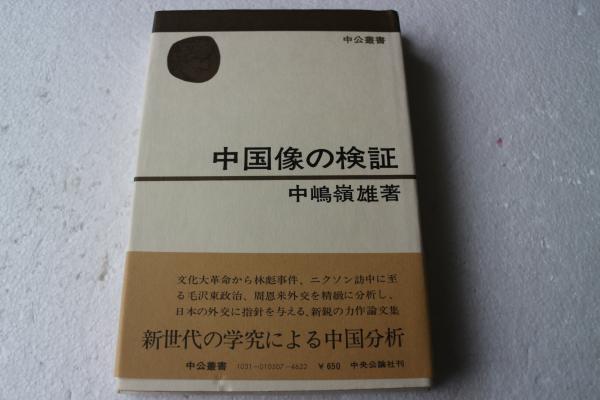 中公叢書
中国像の検証
中嶋嶺雄著
文化大革命から林彪事件、ニクソン訪中に至
る毛沢東政治、周恩来外交を精緻に分析し、
日本の外交に指針を与える、新鋭の力作論文集
新世代の学究による中国分析
中公叢書 1031-010307-4622 ¥650 中央公論社刊